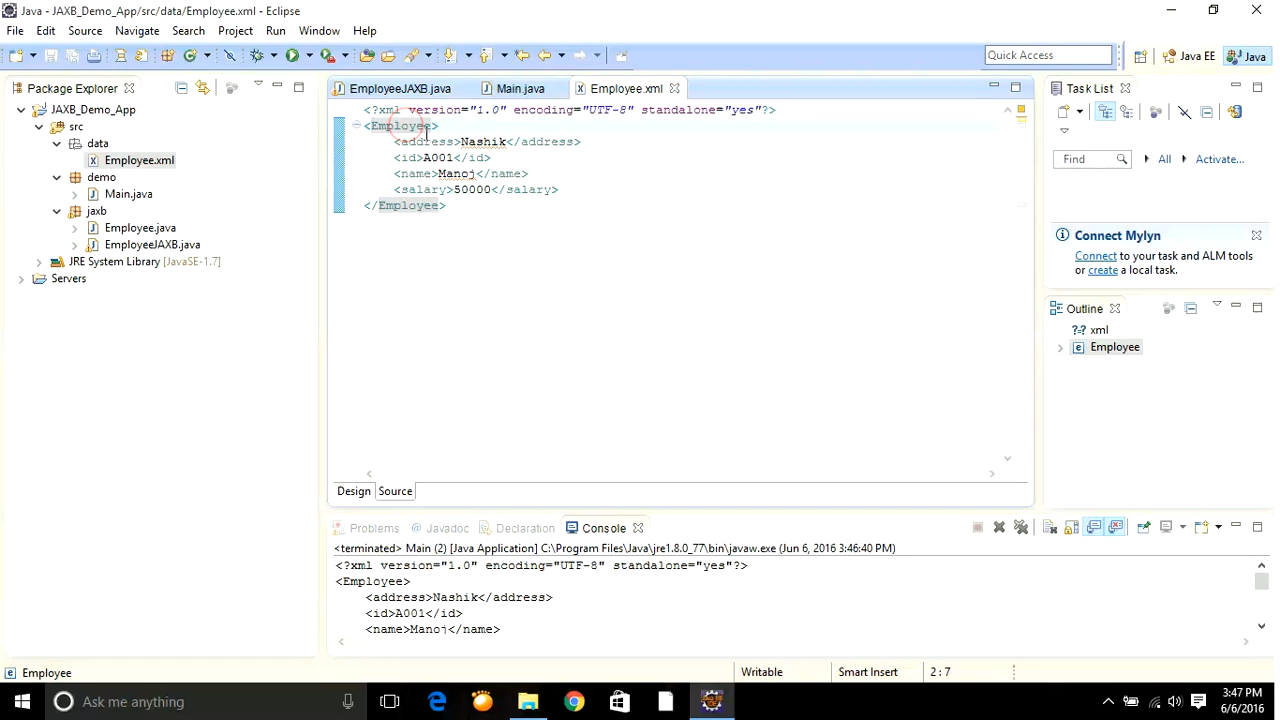 Java - JAXB_Demo_App/src/data/Employee.xml - Eclipse
File Edit Source Navigate Search Project Run Window Help
Quick Access
Java EE
Java
Package Explorer
JAXB_Demo_App
src
data
Employee.xml
demo
Main.java
jaxb
Employee.java
EmployeeJAXB.java
JRE System Library [JavaSE-1.7]
Servers
EmployeeJAXB.java
Main.java
Employee.xml
<?xml version="1.0" encoding="UTF-8" standalone="yes"?>
<Employee>
<address>Nashik</address>
<id>A001</id>
<name>Manoj</name>
<salary>50000</salary>
</Employee>
Design
Source
Task List
Find
All
Activate...
Connect Mylyn
Connect to your task and ALM tools
or create a local task.
Outline
?=? xml
e Employee
Problems
@ Javadoc
Declaration
Console
<terminated> Main (2) [Java Application] C:\Program Files\Java\jre1.8.0_77\bin\javaw.exe (Jun 6, 2016 3:46:40 PM)
<?xml version="1.0" encoding="UTF-8" standalone="yes"?>
<Employee>
<address>Nashik</address>
<id>A001</id>
<name>Manoj</name>
e Employee
Writable
Smart Insert
2 : 7
Ask me anything
3:47 PM
6/6/2016